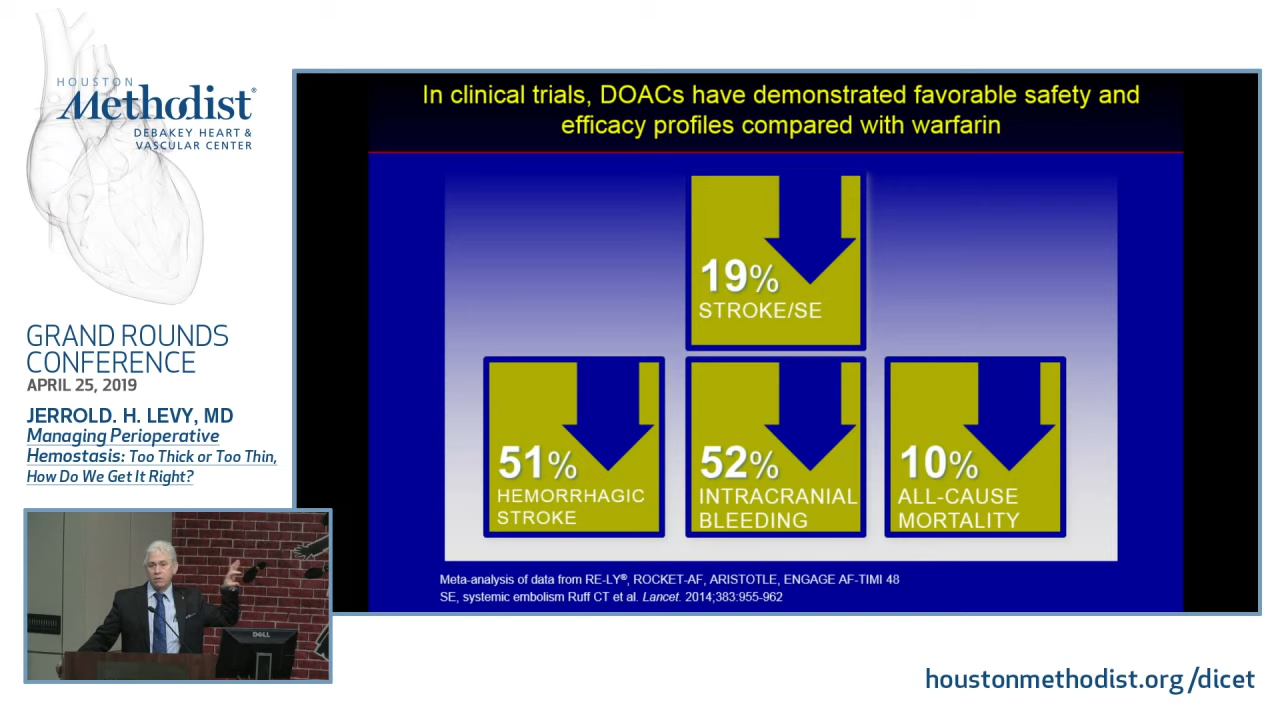 HOUSTON
Methodist®
DEBAKEY HEART &
VASCULAR CENTER
GRAND ROUNDS
CONFERENCE
APRIL 25, 2019
JERROLD. H. LEVY, MD
Managing Perioperative
Hemostasis: Too Thick or Too Thin,
How Do We Get It Right?
In clinical trials, DOACs have demonstrated favorable safety and
efficacy profiles compared with warfarin
19%
STROKE/SE
51%
HEMORRHAGIC
STROKE
52%
INTRACRANIAL
BLEEDING
10%
ALL-CAUSE
MORTALITY
Meta-analysis of data from RE-LY®, ROCKET-AF, ARISTOTLE, ENGAGE AF-TIMI 48
SE, systemic embolism Ruff CT et al. Lancet. 2014;383:955-962
DELL
houstonmethodist.org/dicet